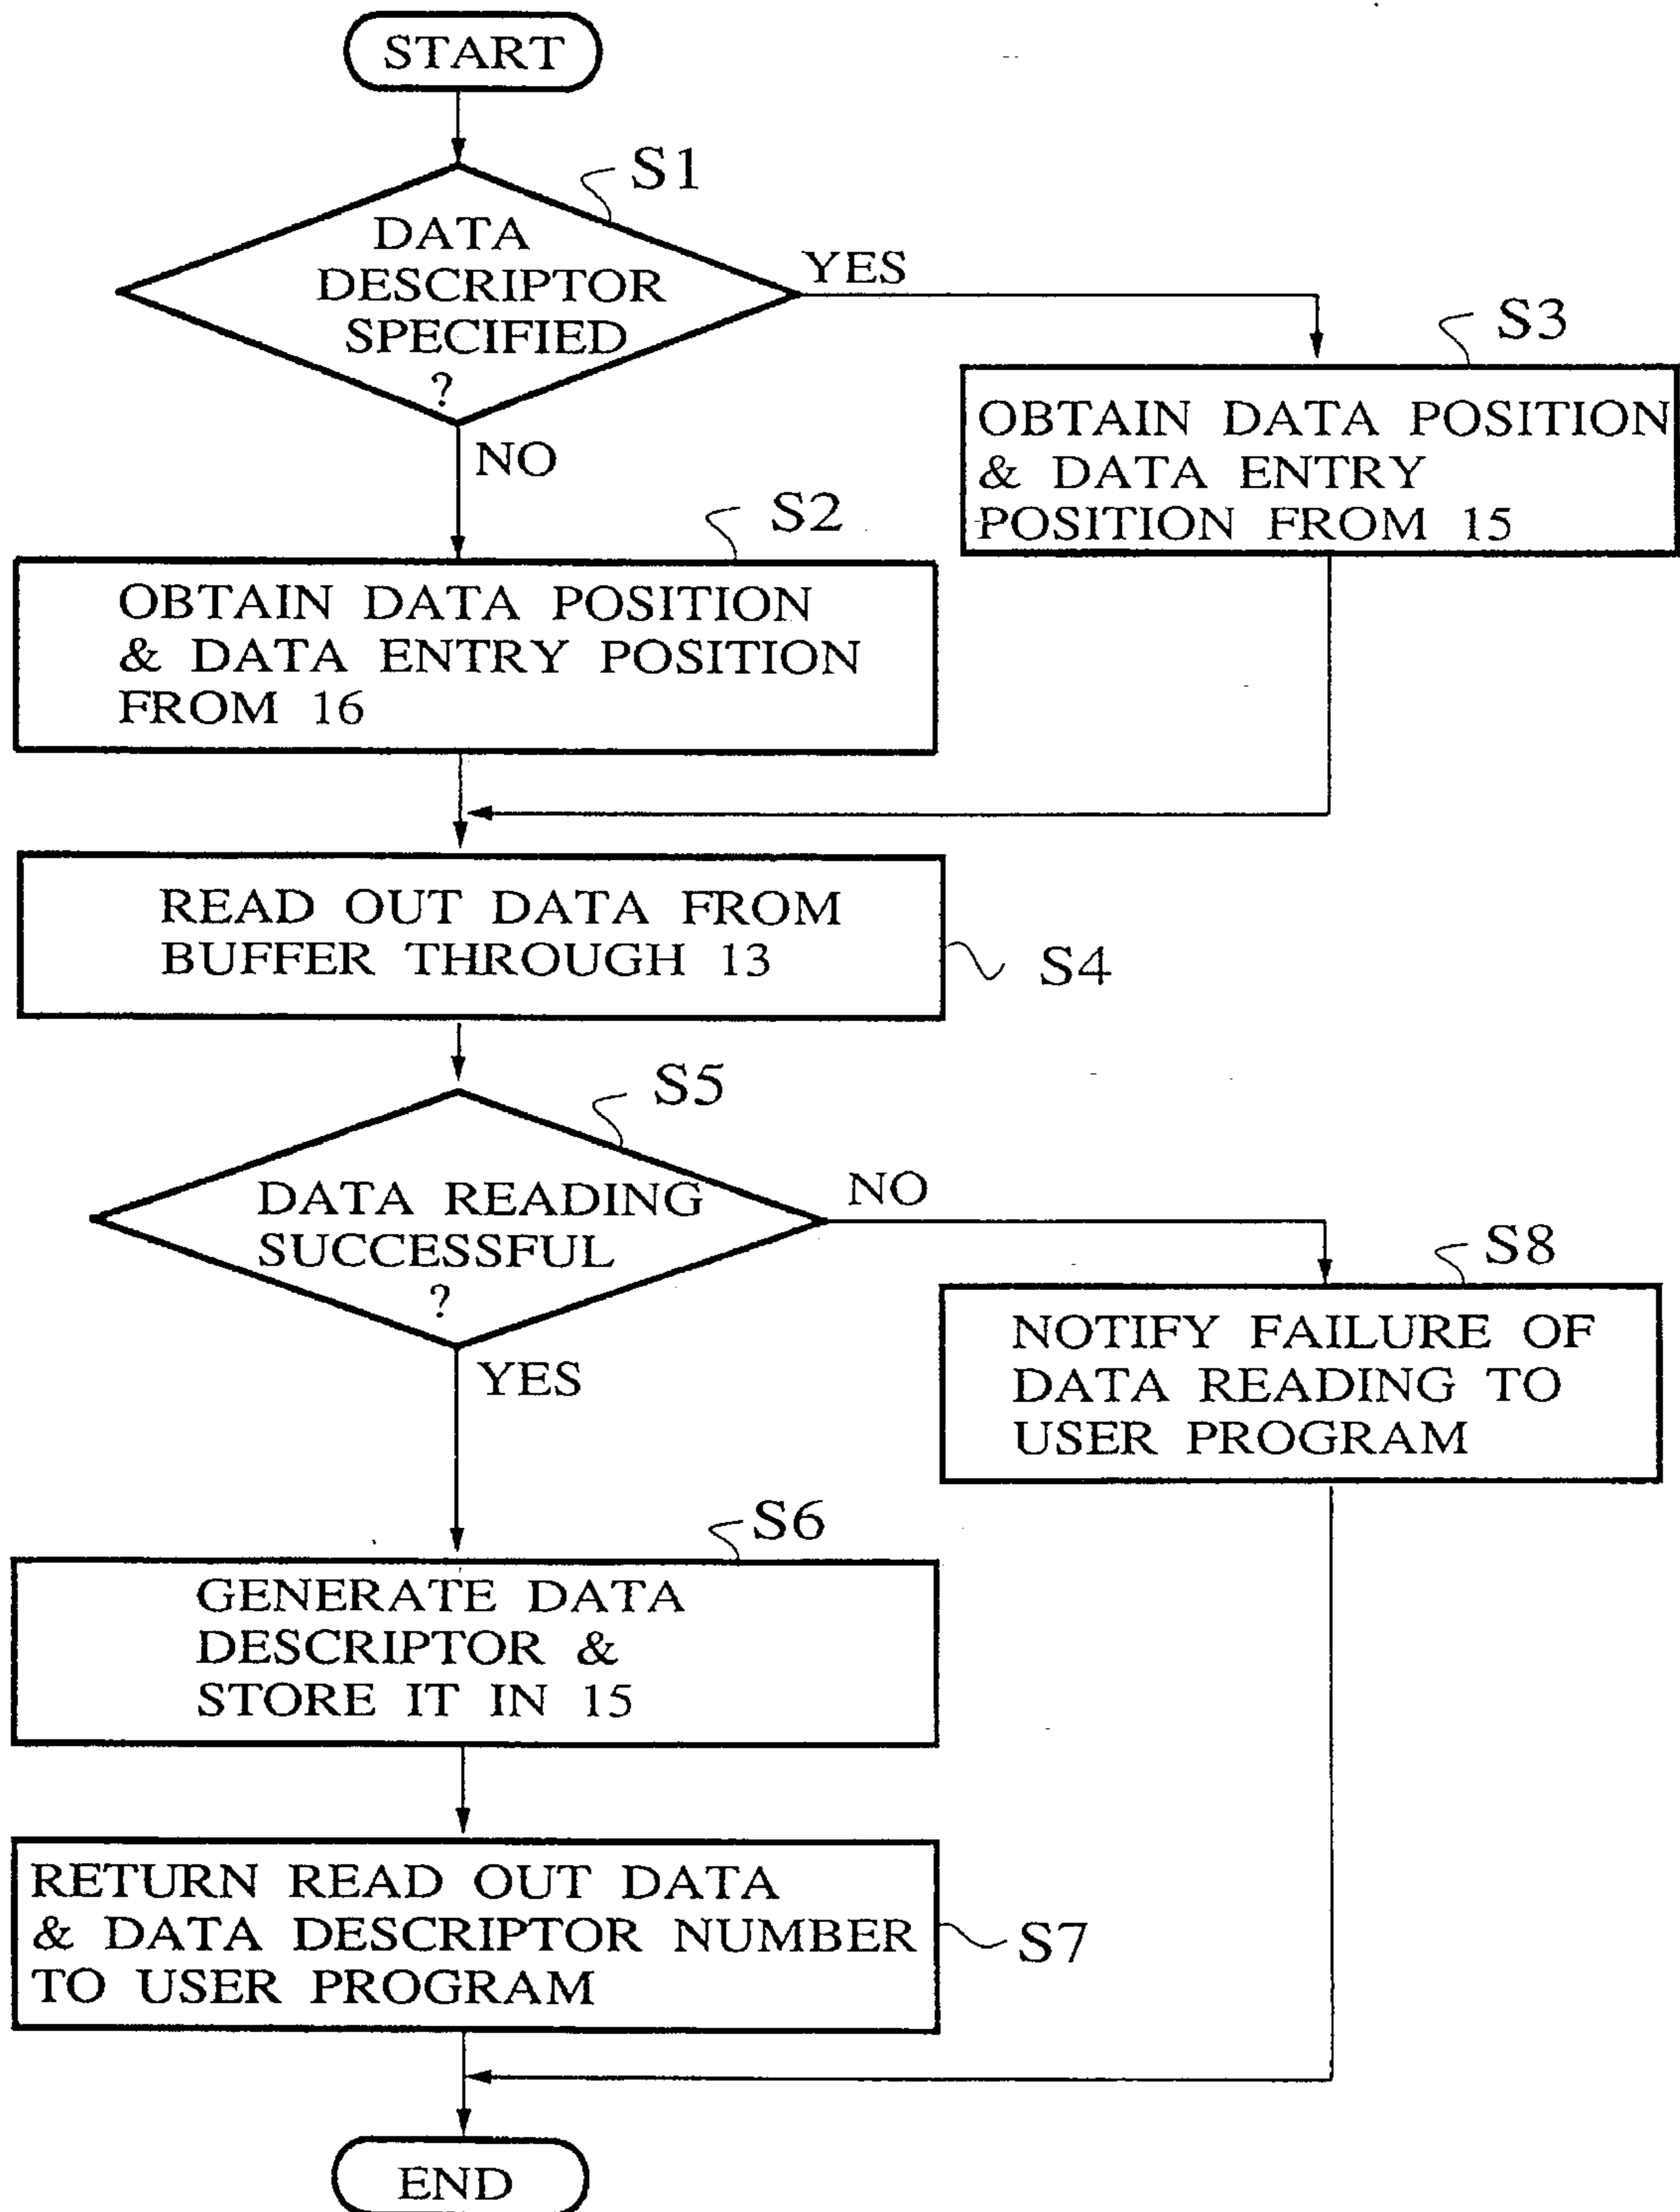 START
S1
DATA
DESCRIPTOR
SPECIFIED
?
YES
NO
S3
OBTAIN DATA POSITION
& DATA ENTRY
POSITION FROM 15
S2
OBTAIN DATA POSITION
& DATA ENTRY POSITION
FROM 16
READ OUT DATA FROM
BUFFER THROUGH 13
S4
S5
DATA READING
SUCCESSFUL
?
NO
YES
S8
NOTIFY FAILURE OF
DATA READING TO
USER PROGRAM
S6
GENERATE DATA
DESCRIPTOR &
STORE IT IN 15
RETURN READ OUT DATA
& DATA DESCRIPTOR NUMBER
TO USER PROGRAM
S7
END